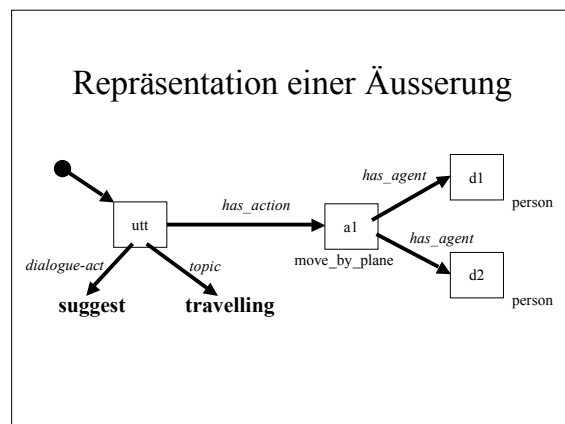 Repräsentation einer Äusserung
has_agent
d1
person
has_action
utt
a1
move_by_plane
has_agent
d2
person
dialogue-act
topic
suggest
travelling